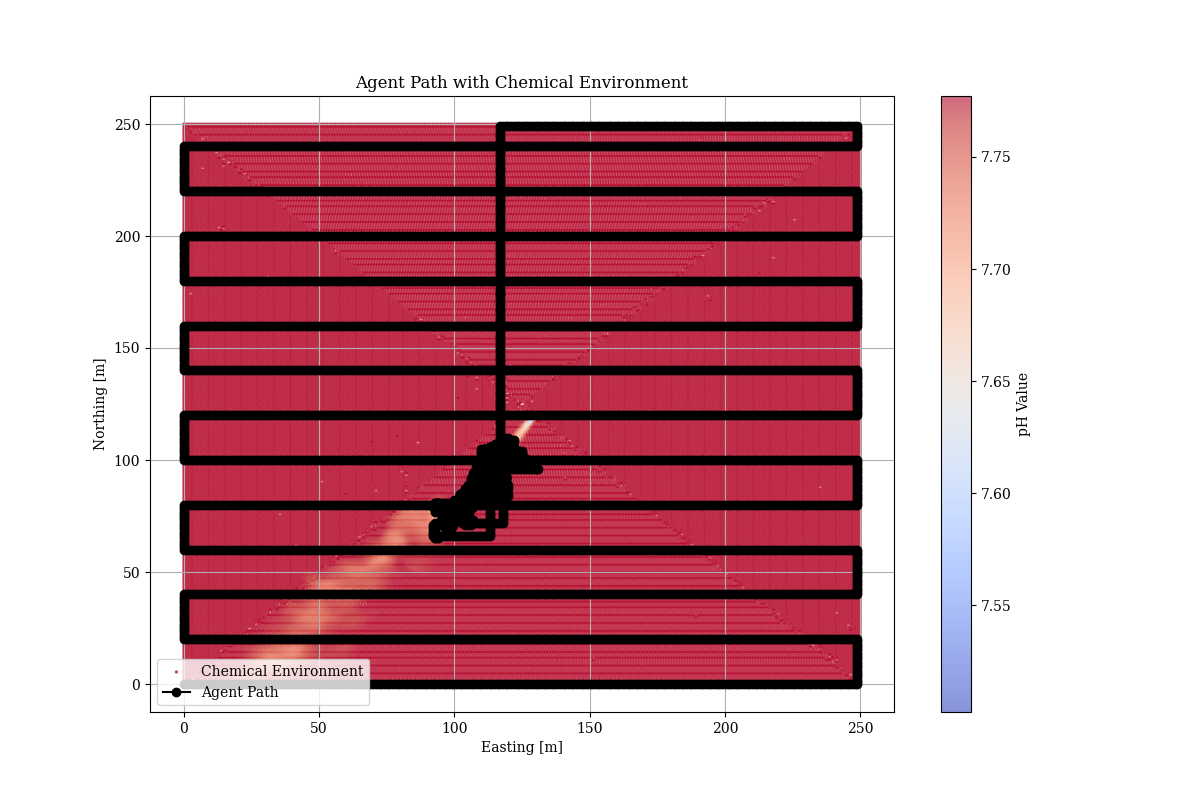 Agent Path with Chemical Environment
250
200
150
100
50
0
Northing [m]
0 50 100 150 200 250
Easting [m]
Chemical Environment
Agent Path
7.75
7.70
7.65
7.60
7.55
pH Value